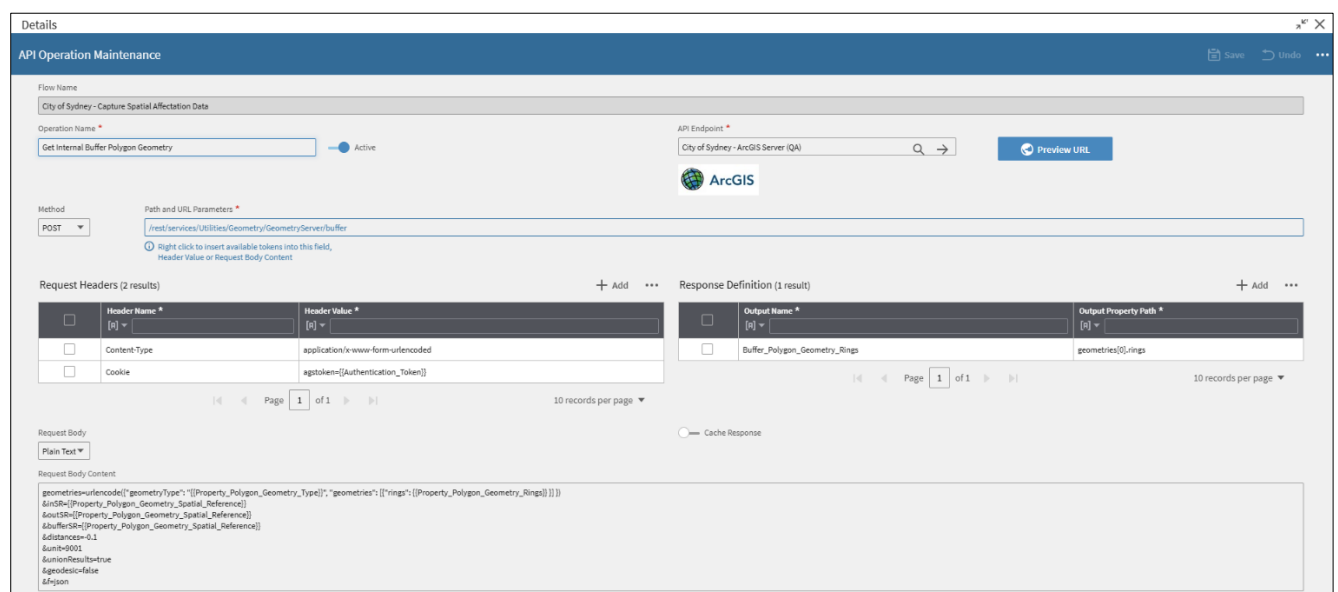 Details
API Operation Maintenance
Save Undo
Flow Name
City of Sydney - Capture Spatial Affectation Data
Operation Name *
API Endpoint *
Get Internal Buffer Polygon Geometry
Active
City of Sydney - ArcGIS Server (QA)
Preview URL
ArcGIS
Method
Path and URL Parameters *
POST
/rest/services/Utilities/Geometry/GeometryServer/buffer
Right click to insert available tokens into this field,
Header Value or Request Body Content
Request Headers (2 results)
+ Add
Header Name *
Header Value *
[a]
[a]
Content-Type
application/x-www-form-urlencoded
Cookie
agstoken={{Authentication_Token}}
Page 1 of 1
10 records per page
Response Definition (1 result)
+ Add
Output Name *
Output Property Path *
[a]
[a]
Buffer_Polygon_Geometry_Rings
geometries[0].rings
Page 1 of 1
10 records per page
Request Body
Cache Response
Plain Text
Request Body Content
geometries=urlencode({"geometryType": "{{Property_Polygon_Geometry_Type}}", "geometries": [{"rings": {{Property_Polygon_Geometry_Rings}} }] })
&inSR={{Property_Polygon_Geometry_Spatial_Reference}}
&outSR={{Property_Polygon_Geometry_Spatial_Reference}}
&bufferSR={{Property_Polygon_Geometry_Spatial_Reference}}
&distances=-0.1
&unit=9001
&unionResults=true
&geodesic=false
&f=json